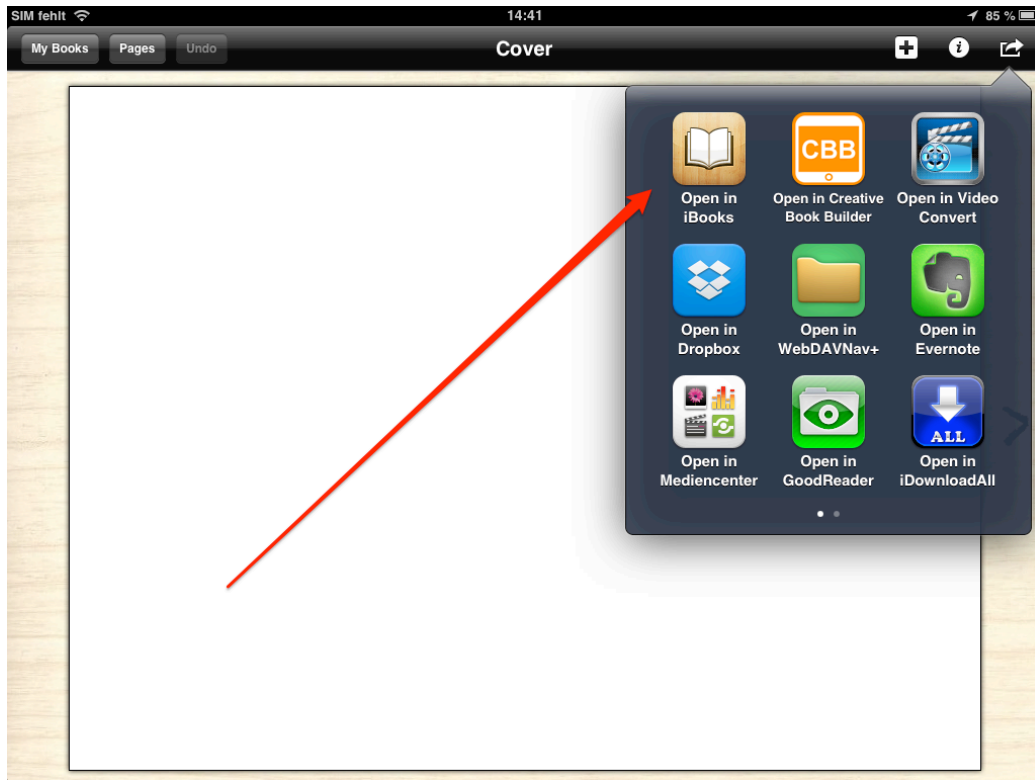 SIM fehlt 14:41 85 %
My Books Pages Undo Cover
CBB
Open in
iBooks
Open in Creative
Book Builder
Open in Video
Convert
Open in
Dropbox
Open in
WebDAVNav+
Open in
Evernote
ALL
Open in
Mediencenter
Open in
GoodReader
Open in
iDownloadAll